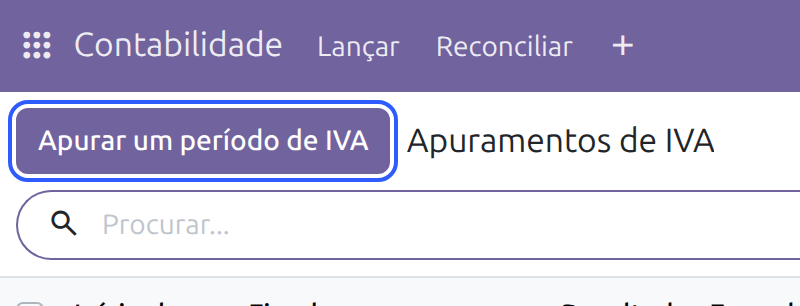 Contabilidade Lançar Reconciliar +
Apurar um período de IVA Apuramentos de IVA
Procurar...